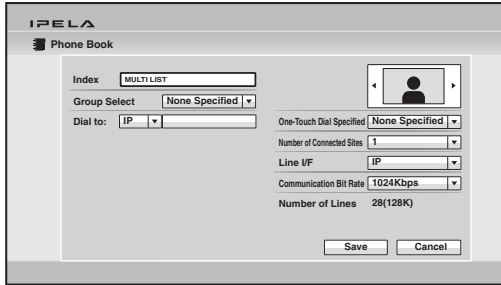 IPELA
Phone Book
Index MULTI LIST
Group Select None Specified
Dial to: IP
One-Touch Dial Specified None Specified
Number of Connected Sites 1
Line I/F IP
Communication Bit Rate 1024Kbps
Number of Lines 28(128K)
Save Cancel